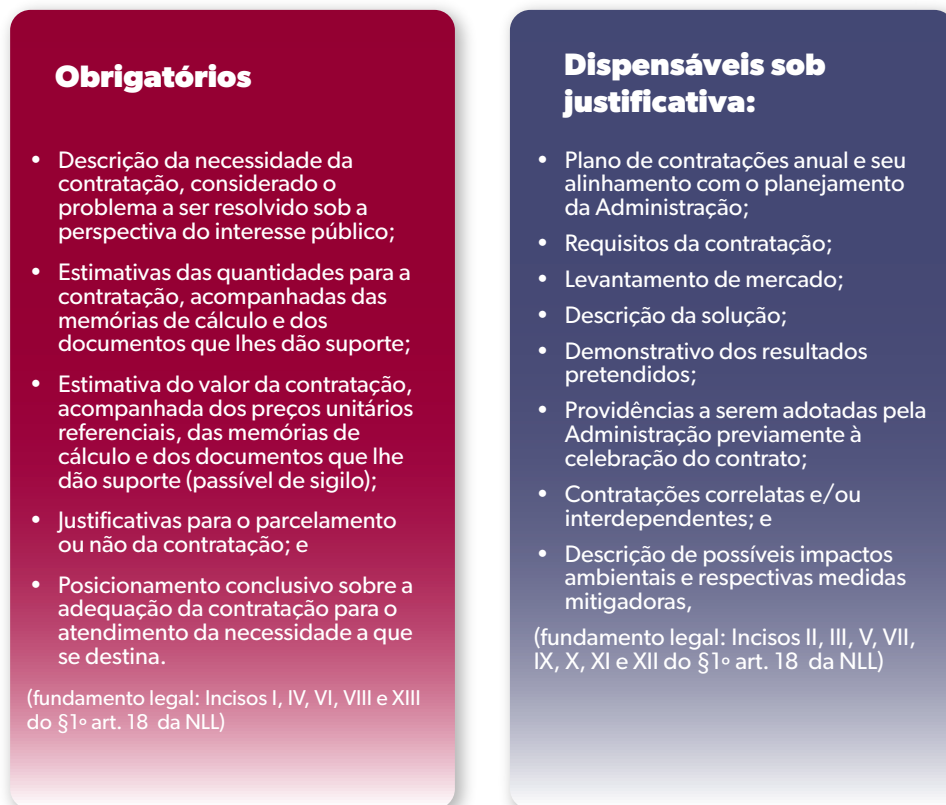 Obrigatórios
• Descrição da necessidade da
contratação, considerado o
problema a ser resolvido sob a
perspectiva do interesse público;
• Estimativas das quantidades para a
contratação, acompanhadas das
memórias de cálculo e dos
documentos que lhes dão suporte;
• Estimativa do valor da contratação,
acompanhada dos preços unitários
referenciais, das memórias de
cálculo e dos documentos que lhe
dão suporte (passível de sigilo);
• Justificativas para o parcelamento
ou não da contratação; e
• Posicionamento conclusivo sobre a
adequação da contratação para o
atendimento da necessidade a que
se destina.
(fundamento legal: Incisos I, IV, VI, VIII e XIII
do §1º art. 18 da NLL)
Dispensáveis sob
justificativa:
• Plano de contratações anual e seu
alinhamento com o planejamento
da Administração;
• Requisitos da contratação;
• Levantamento de mercado;
• Descrição da solução;
• Demonstrativo dos resultados
pretendidos;
• Providências a serem adotadas pela
Administração previamente à
celebração do contrato;
• Contratações correlatas e/ou
interdependentes; e
• Descrição de possíveis impactos
ambientais e respectivas medidas
mitigadoras,
(fundamento legal: Incisos II, III, V, VII,
IX, X, XI e XII do §1º art. 18 da NLL)